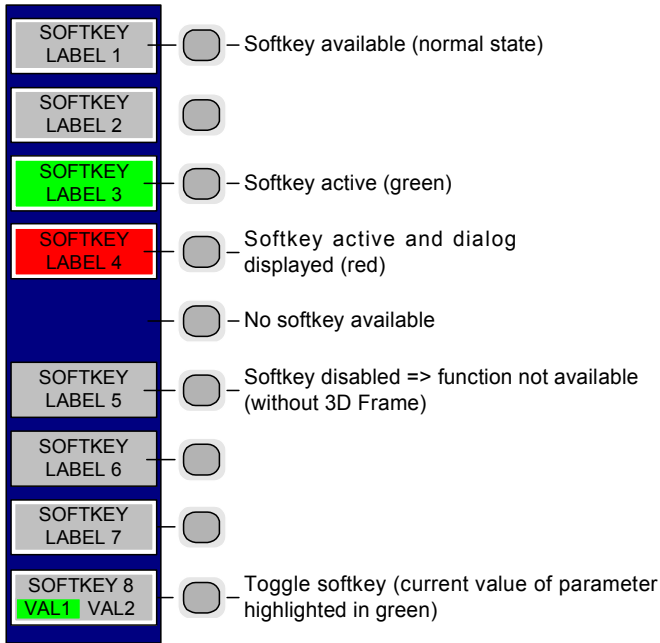 SOFTKEY
LABEL 1
Softkey available (normal state)
SOFTKEY
LABEL 2
SOFTKEY
LABEL 3
Softkey active (green)
SOFTKEY
LABEL 4
Softkey active and dialog
displayed (red)
No softkey available
SOFTKEY
LABEL 5
Softkey disabled => function not available
(without 3D Frame)
SOFTKEY
LABEL 6
SOFTKEY
LABEL 7
SOFTKEY 8
VAL1 VAL2
Toggle softkey (current value of parameter
highlighted in green)